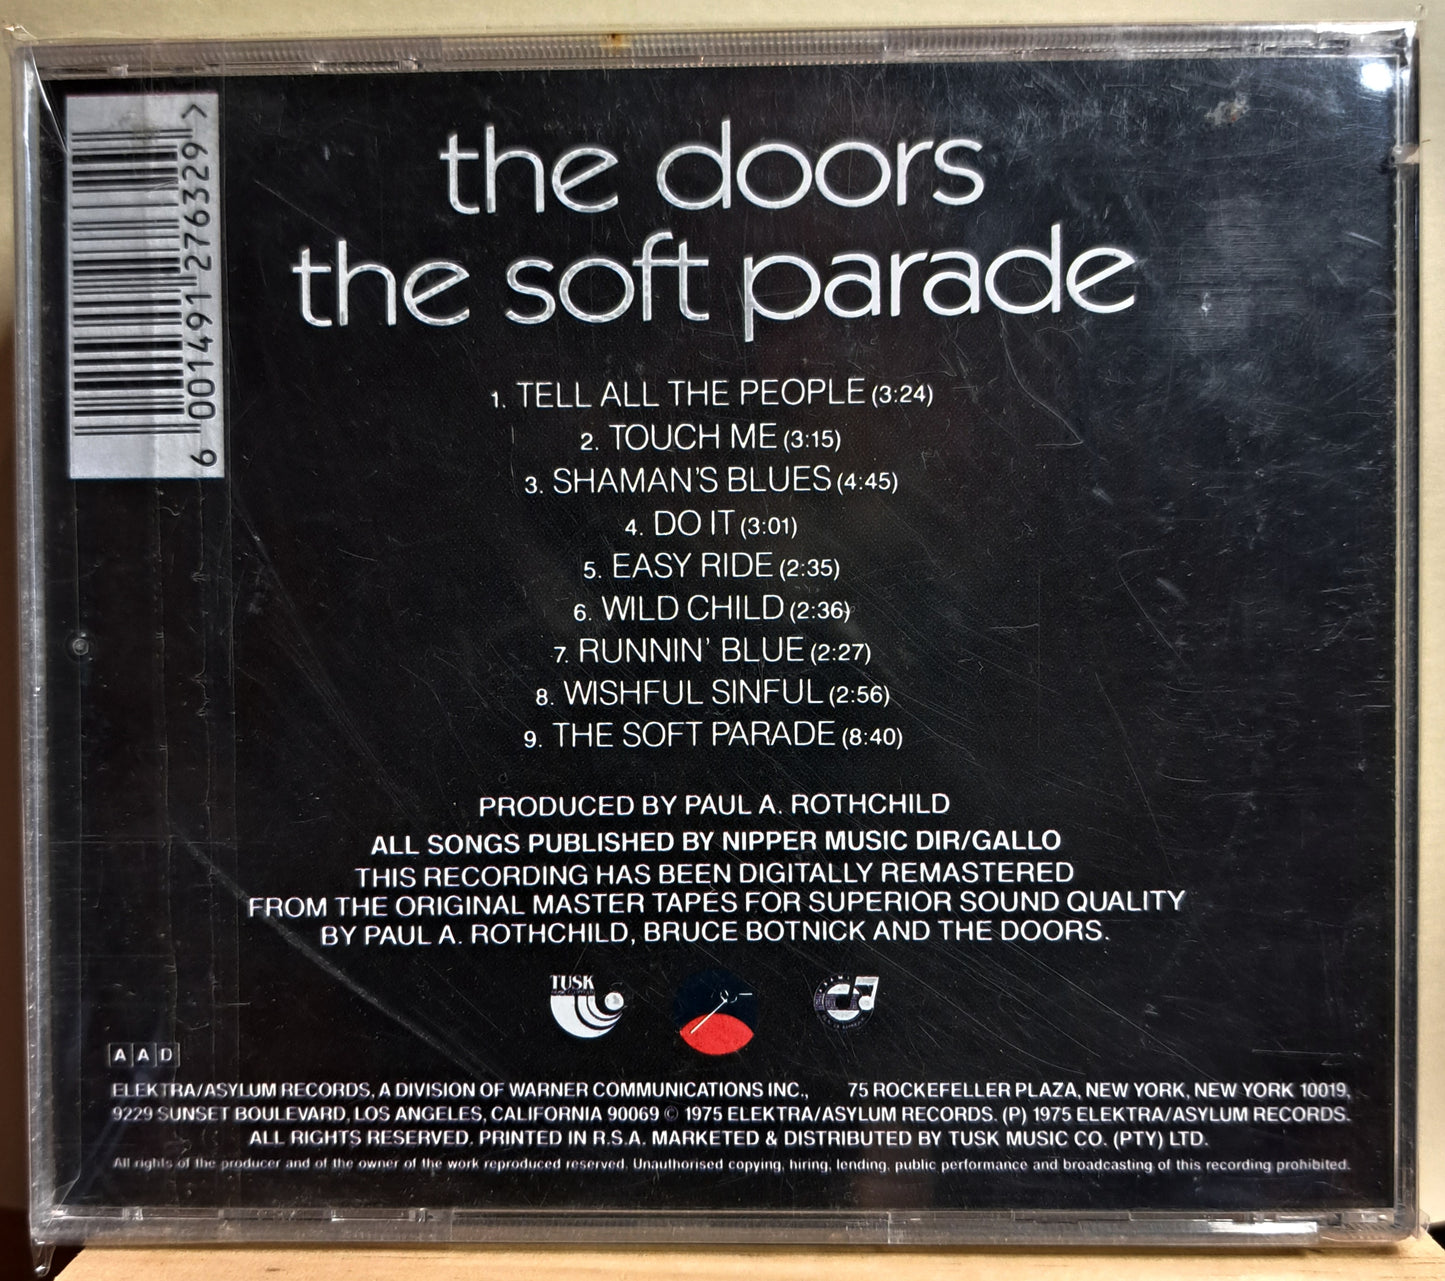 6 001491 276329 >
the doors
the soft parade
1. TELL ALL THE PEOPLE (3:24)
2. TOUCH ME (3:15)
3. SHAMAN'S BLUES (4:45)
4. DO IT (3:01)
5. EASY RIDE (2:35)
6. WILD CHILD (2:36)
7. RUNNIN' BLUE (2:27)
8. WISHFUL SINFUL (2:56)
9. THE SOFT PARADE (8:40)
PRODUCED BY PAUL A. ROTHCHILD
ALL SONGS PUBLISHED BY NIPPER MUSIC DIR/GALLO
THIS RECORDING HAS BEEN DIGITALLY REMASTERED
FROM THE ORIGINAL MASTER TAPES FOR SUPERIOR SOUND QUALITY
BY PAUL A. ROTHCHILD, BRUCE BOTNICK AND THE DOORS.
TUSK
AAD
ELEKTRA/ASYLUM RECORDS, A DIVISION OF WARNER COMMUNICATIONS INC., 75 ROCKEFELLER PLAZA, NEW YORK, NEW YORK 10019,
9229 SUNSET BOULEVARD, LOS ANGELES, CALIFORNIA 90069 © 1975 ELEKTRA/ASYLUM RECORDS. (P) 1975 ELEKTRA/ASYLUM RECORDS.
ALL RIGHTS RESERVED. PRINTED IN R.S.A. MARKETED & DISTRIBUTED BY TUSK MUSIC CO. (PTY) LTD.
All rights of the producer and of the owner of the work reproduced reserved. Unauthorised copying, hiring, lending, public performance and broadcasting of this recording prohibited.